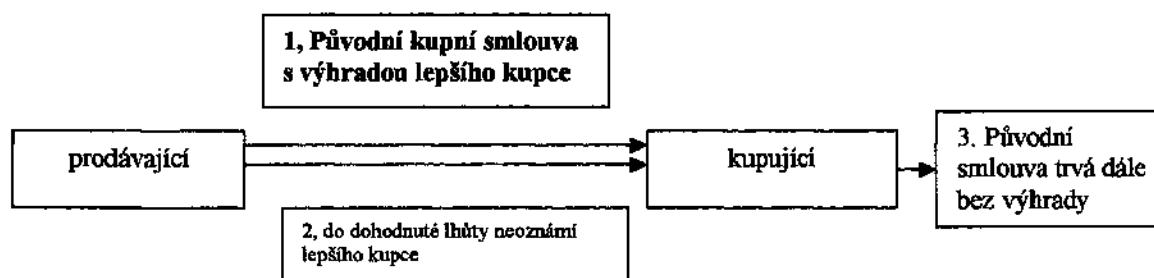 1, Původní kupní smlouva
s výhradou lepšího kupce
prodávající
kupující
3. Původní
smlouva trvá dále
bez výhrady
2, do dohodnuté lhůty neoznámí
lepšího kupce